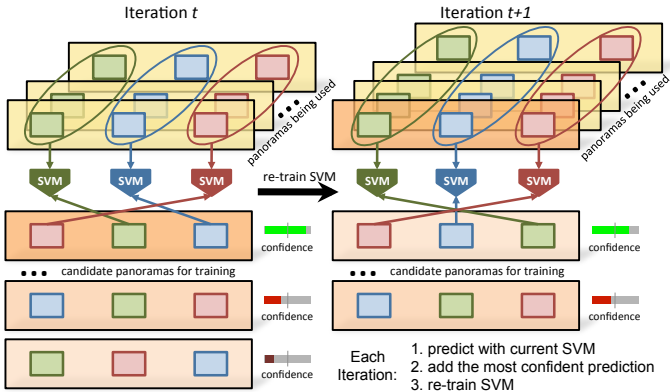 Iteration t
Iteration t+1
panoramas being used
panoramas being used
SVM SVM SVM
re-train SVM
SVM SVM SVM
confidence
confidence
candidate panoramas for training
candidate panoramas for training
confidence
confidence
confidence
Each
Iteration:
1. predict with current SVM
2. add the most confident prediction
3. re-train SVM